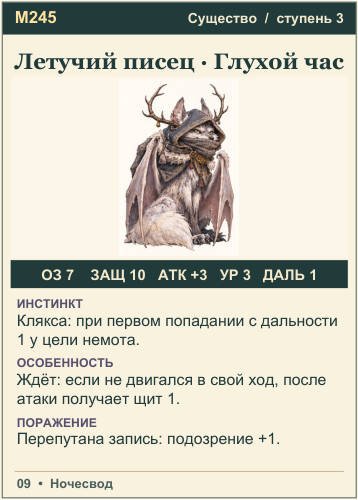 M245
Существо / ступень 3
Летучий писец · Глухой час
ОЗ 7 ЗАЩ 10 АТК +3 УР 3 ДАЛЬ 1
ИНСТИНКТ
Клякса: при первом попадании с дальности
1 у цели немота.
ОСОБЕННОСТЬ
Ждёт: если не двигался в свой ход, после
атаки получает щит 1.
ПОРАЖЕНИЕ
Перепутана запись: подозрение +1.
09 • Ночесвод